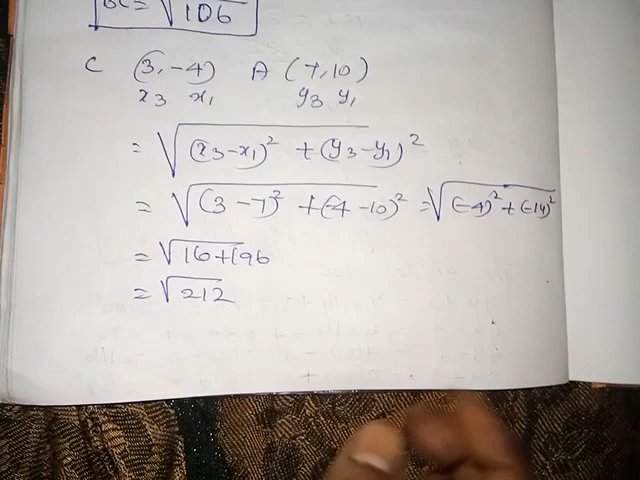 BC = √106
C (3, -4) A (7, 10)
x3 x1 y3 y1
= √(x3-x1)² + (y3-y1)²
= √(3-7)² + (-4-10)² = √(-4)² + (-14)²
= √16+196
= √212